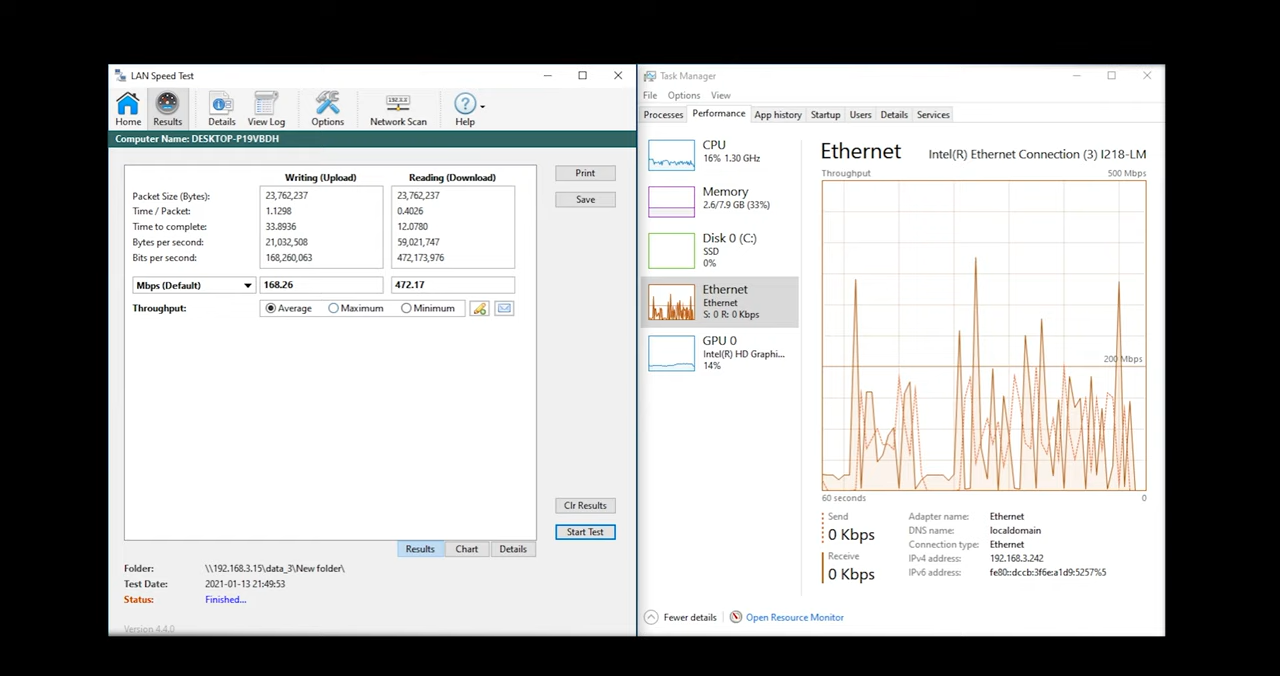 LAN Speed Test
Home
Results
Details
View Log
Options
Network Scan
Help
Computer Name: DESKTOP-P19VBDH
Writing (Upload)
Reading (Download)
Packet Size (Bytes):
23,762,237
23,762,237
Time / Packet:
1.1298
0.4026
Time to complete:
33.8936
12.0780
Bytes per second:
21,032,508
59,021,747
Bits per second:
168,260,063
472,173,976
Mbps (Default)
168.26
472.17
Throughput:
Average
Maximum
Minimum
Print
Save
Clr Results
Start Test
Results
Chart
Details
Folder:
\\192.168.3.15\data_3\New folder\
Test Date:
2021-01-13 21:49:53
Status:
Finished...
Version 4.4.0
Task Manager
File
Options
View
Processes
Performance
App history
Startup
Users
Details
Services
CPU
16% 1.30 GHz
Memory
2.6/7.9 GB (33%)
Disk 0 (C:)
SSD
0%
Ethernet
Ethernet
S: 0 R: 0 Kbps
GPU 0
Intel(R) HD Graphi...
14%
Ethernet
Intel(R) Ethernet Connection (3) I218-LM
Throughput
500 Mbps
200 Mbps
60 seconds
0
Send
0 Kbps
Receive
0 Kbps
Adapter name:
Ethernet
DNS name:
localdomain
Connection type:
Ethernet
IPv4 address:
192.168.3.242
IPv6 address:
fe80::dccb:3f6e:a1d9:5257%5
Fewer details
Open Resource Monitor